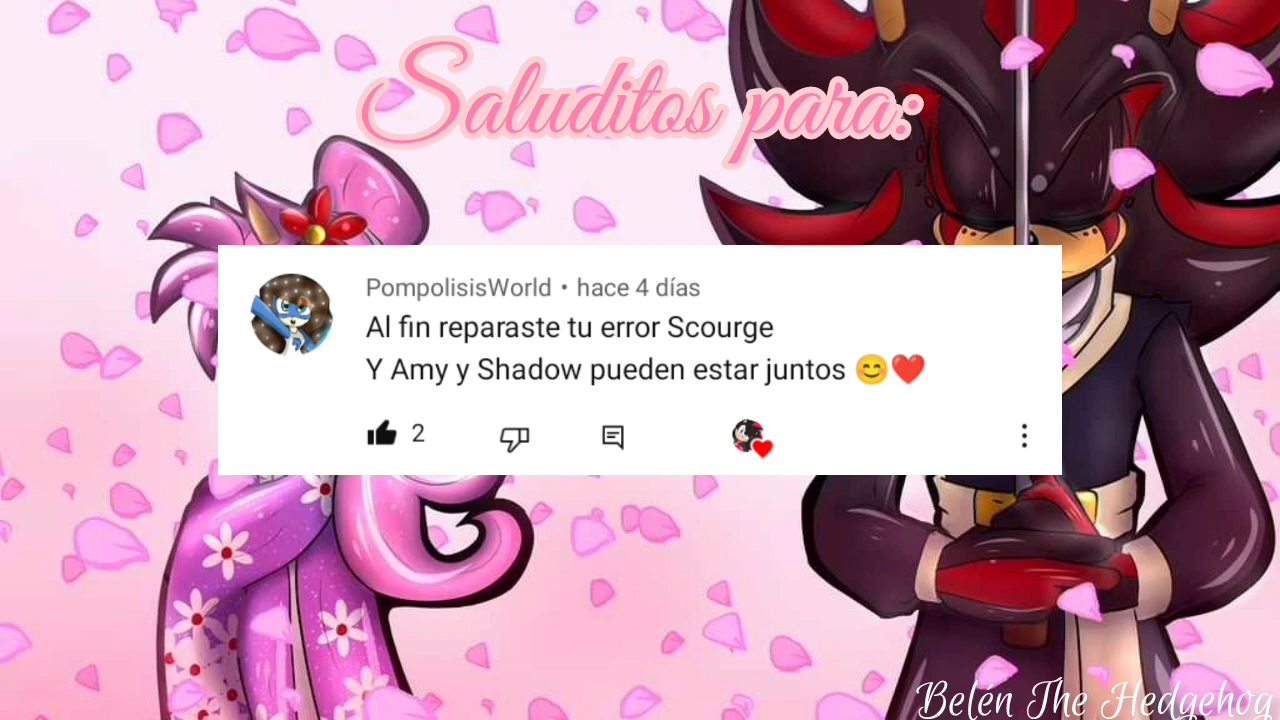 Saluditos para:
PompolisisWorld • hace 4 días
Al fin reparaste tu error Scourge
Y Amy y Shadow pueden estar juntos 😊❤️
2
Belén The Hedgehog